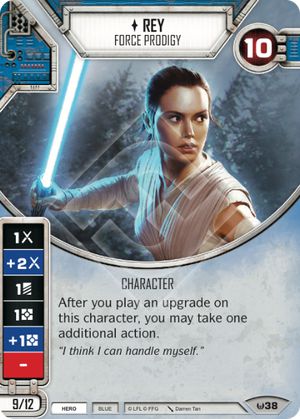 REY
FORCE PRODIGY
10
1
+2
1
1
+1
-
CHARACTER
After you play an upgrade on
this character, you may take one
additional action.
"I think I can handle myself."
9/12
HERO
BLUE
© LFL © FFG
Darren Tan
38